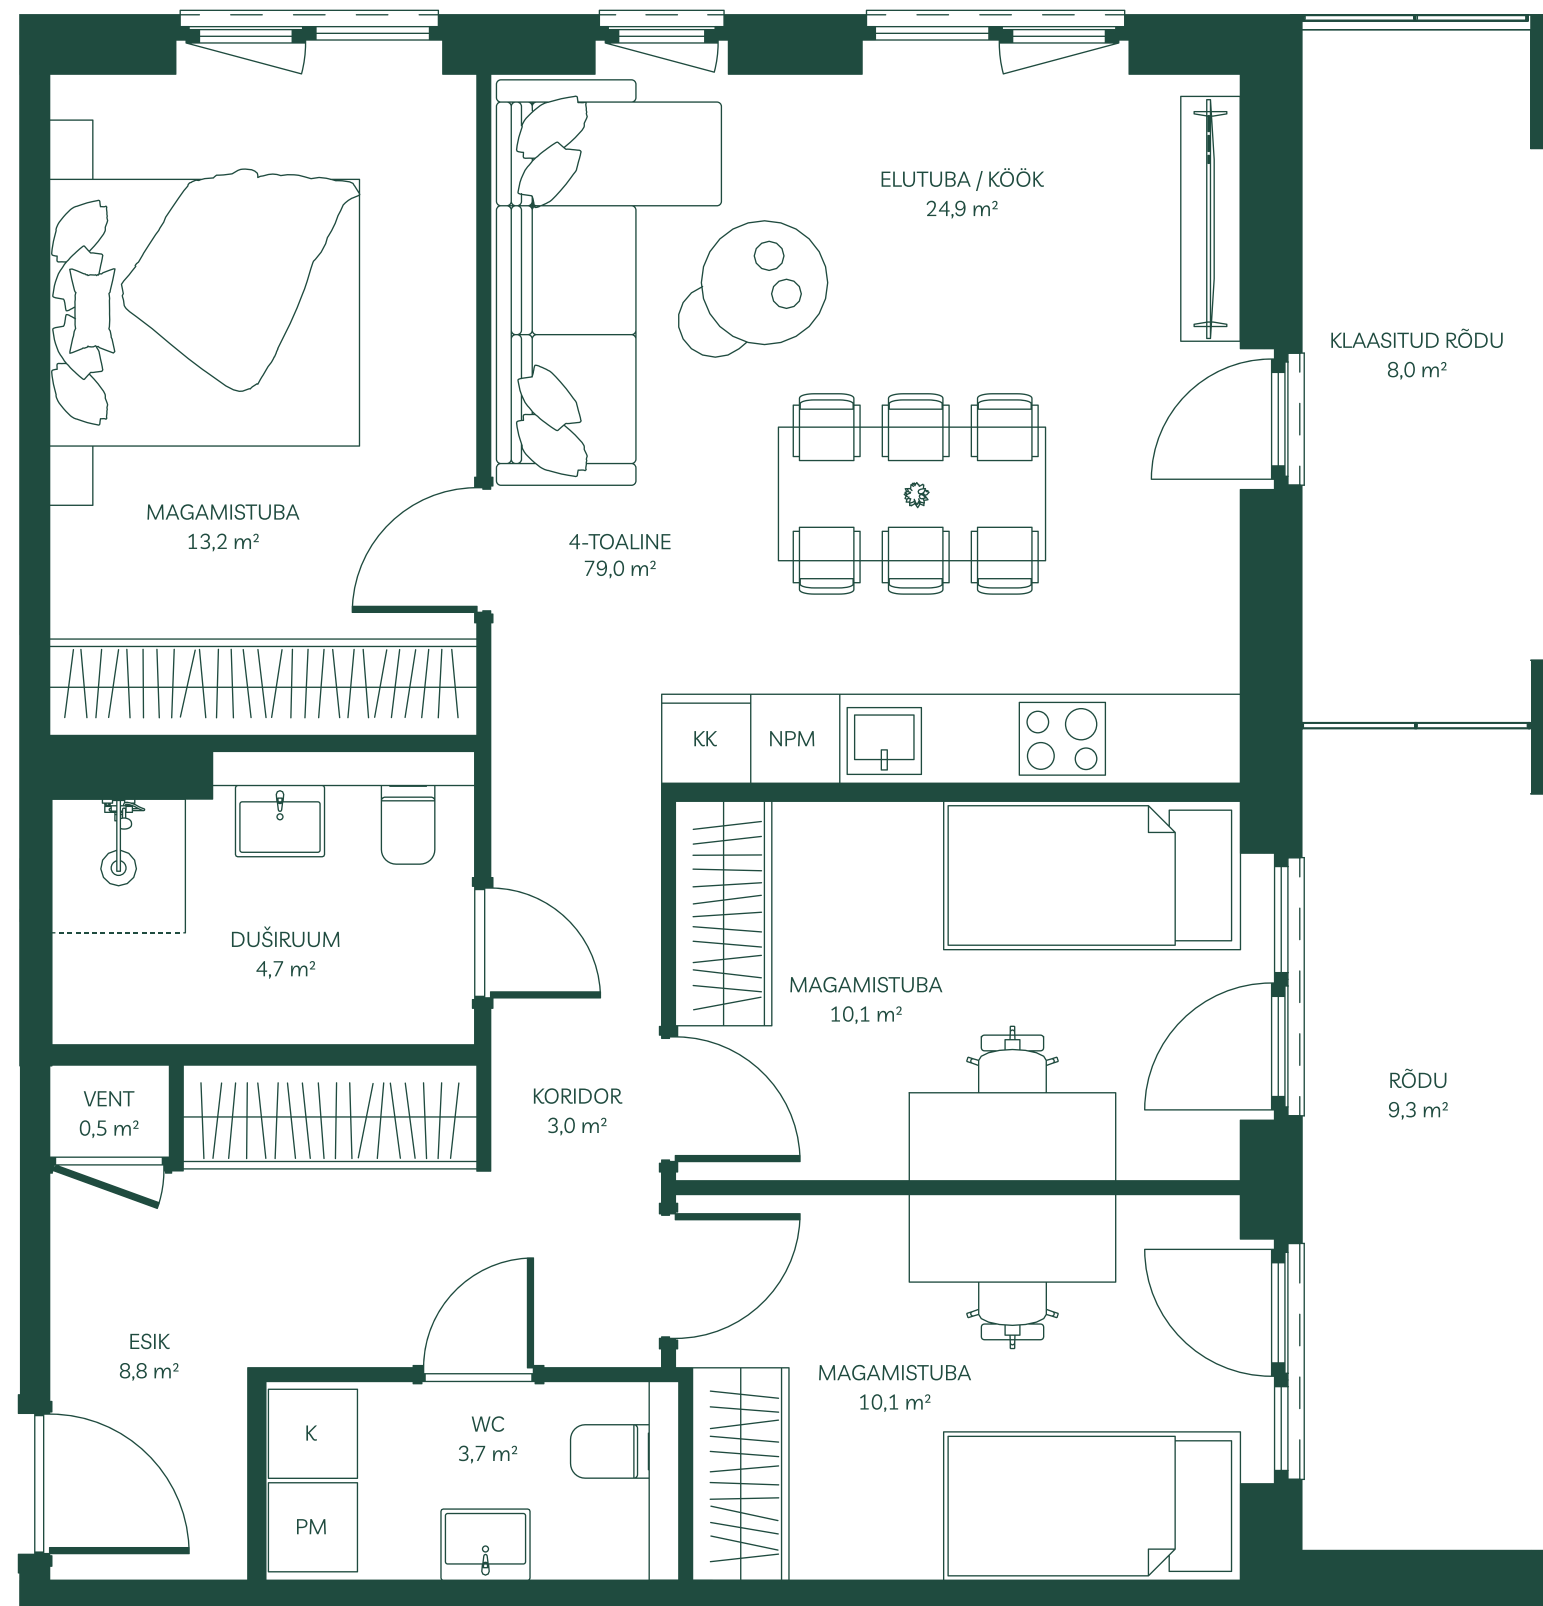 ELUTUBA / KÖÖK
24,9 m²
KLAASITUD RÕDU
8,0 m²
MAGAMISTUBA
13,2 m²
4-TOALINE
79,0 m²
KK
NPM
DUŠIRUUM
4,7 m²
MAGAMISTUBA
10,1 m²
VENT
0,5 m²
KORIDOR
3,0 m²
RÕDU
9,3 m²
ESIK
8,8 m²
MAGAMISTUBA
10,1 m²
K
WC
3,7 m²
PM